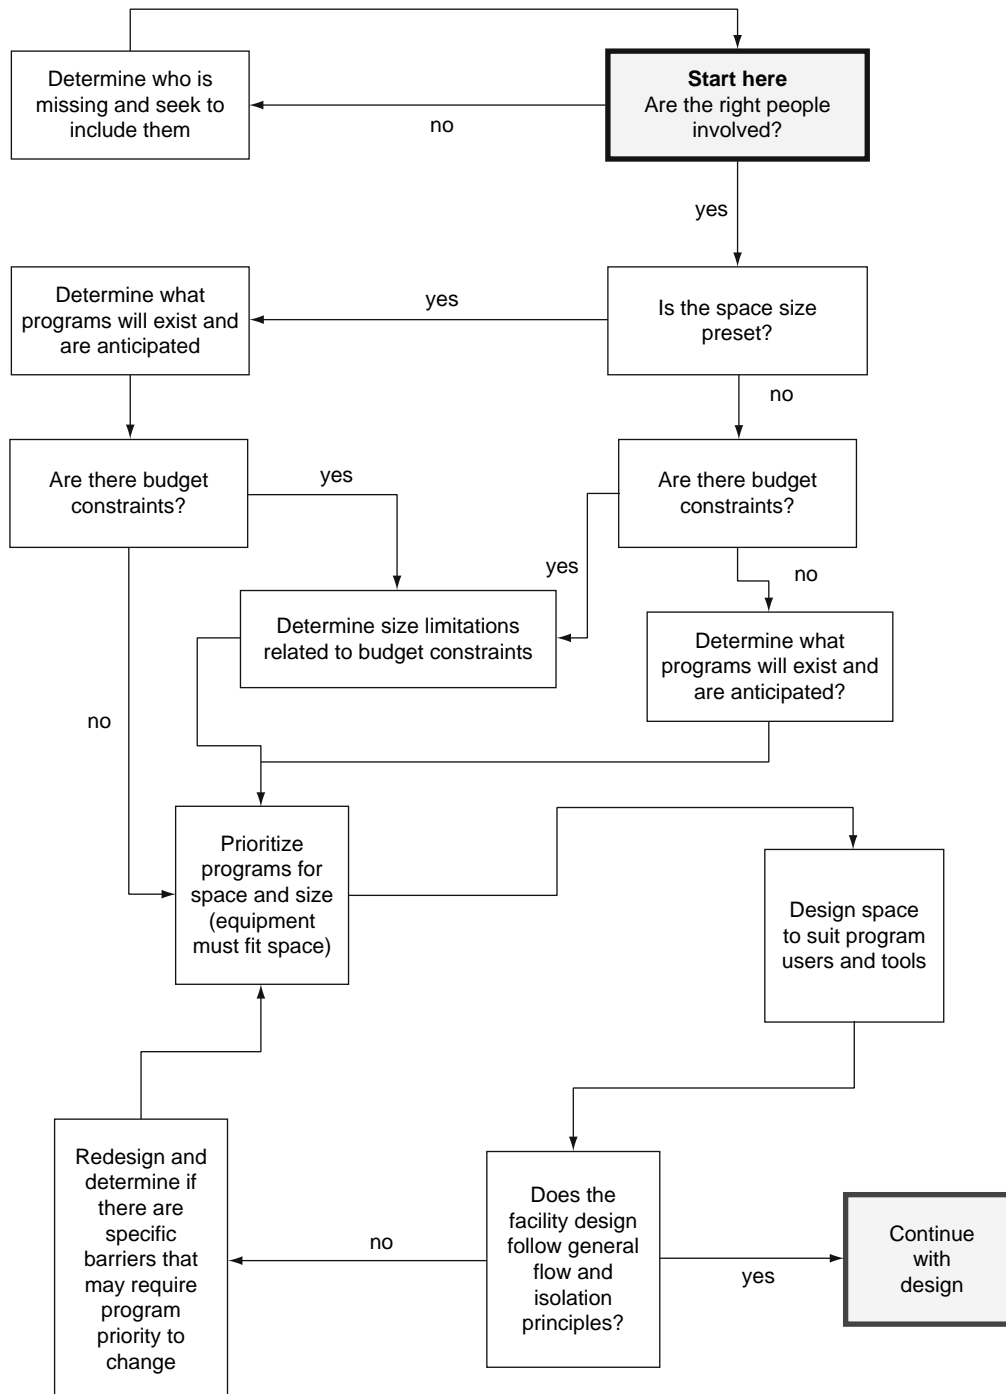 Determine who is
missing and seek to
include them
Start here
Are the right people
involved?
no
yes
Determine what
programs will exist and
are anticipated
yes
Is the space size
preset?
no
Are there budget
constraints?
yes
Are there budget
constraints?
yes
no
Determine size limitations
related to budget constraints
Determine what
programs will exist and
are anticipated?
no
Prioritize
programs for
space and size
(equipment
must fit space)
Design space
to suit program
users and tools
Redesign and
determine if
there are
specific
barriers that
may require
program
priority to
change
no
Does the
facility design
follow general
flow and
isolation
principles?
yes
Continue
with
design